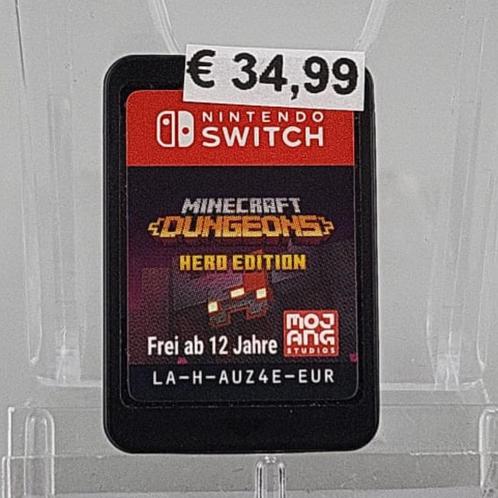 € 34,99
NINTENDO
SWITCH
MINECRAFT
DUNGEONS
HERO EDITION
Frei ab 12 Jahre
MOJ
ANG
STUDIOS
LA-H-AUZ4E-EUR